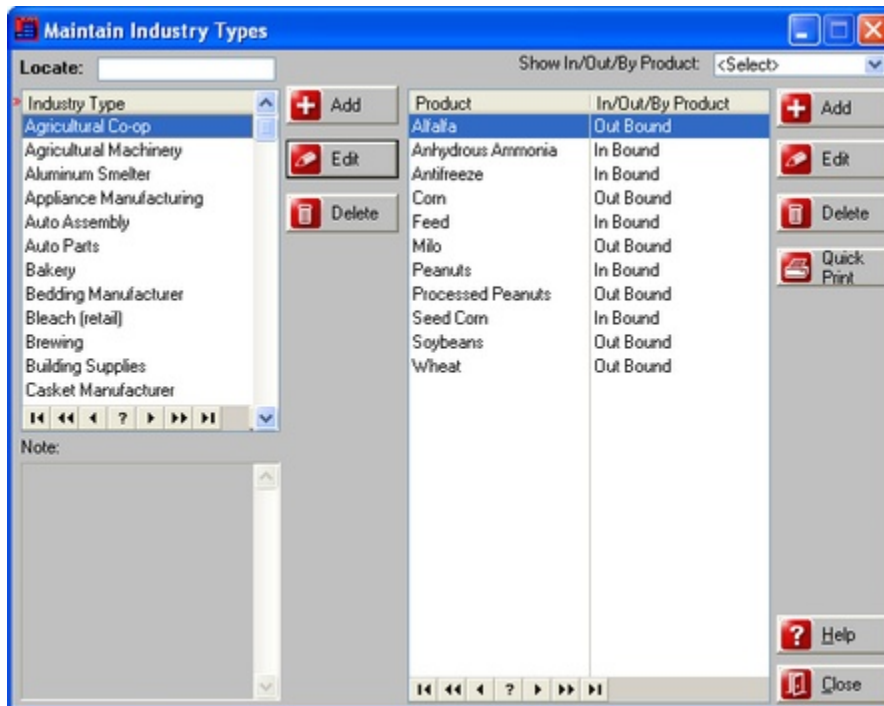 Maintain Industry Types
Locate:
Show In/Out/By Product: <Select>
Industry Type
Agricultural Co-op
Agricultural Machinery
Aluminum Smelter
Appliance Manufacturing
Auto Assembly
Auto Parts
Bakery
Bedding Manufacturer
Bleach (retail)
Brewing
Building Supplies
Casket Manufacturer
?
Note:
Add
Edit
Delete
Product In/Out/By Product
Alfalfa Out Bound
Anhydrous Ammonia In Bound
Antifreeze In Bound
Corn Out Bound
Feed In Bound
Milo Out Bound
Peanuts In Bound
Processed Peanuts Out Bound
Seed Corn In Bound
Soybeans Out Bound
Wheat Out Bound
?
Add
Edit
Delete
Quick
Print
? Help
Close